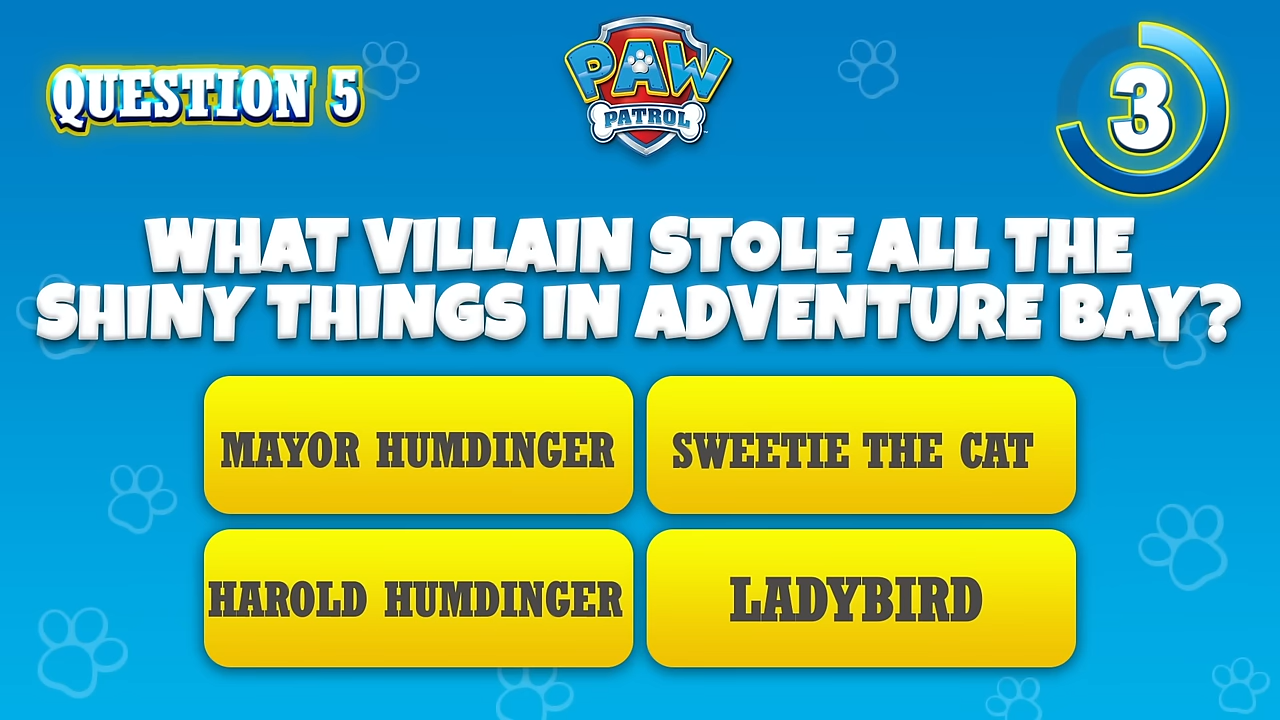 QUESTION 5
PAW
PATROL
3
WHAT VILLAIN STOLE ALL THE
SHINY THINGS IN ADVENTURE BAY?
MAYOR HUMDINGER
SWEETIE THE CAT
HAROLD HUMDINGER
LADYBIRD